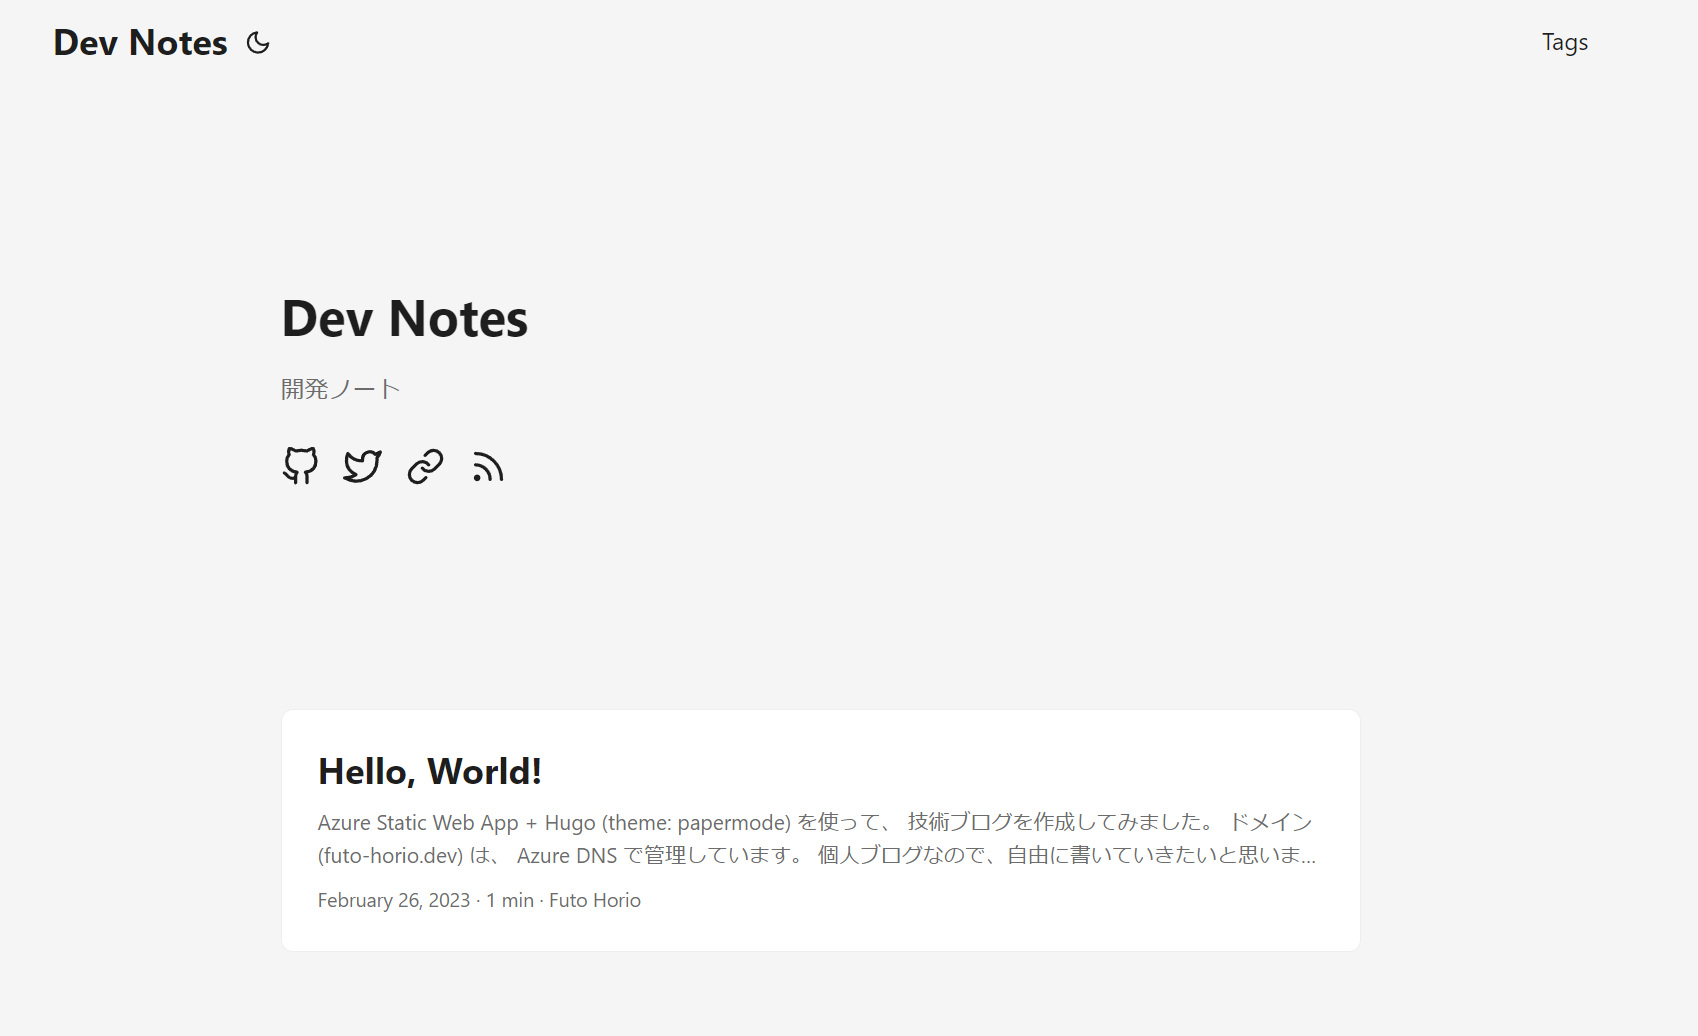 Dev Notes
Tags
Dev Notes
開発ノート
Hello, World!
Azure Static Web App + Hugo (theme: papermode) を使って、 技術ブログを作成してみました。 ドメイン
(futo-horio.dev) は、 Azure DNS で管理しています。 個人ブログなので、自由に書いていきたいと思いま...
February 26, 2023 · 1 min · Futo Horio